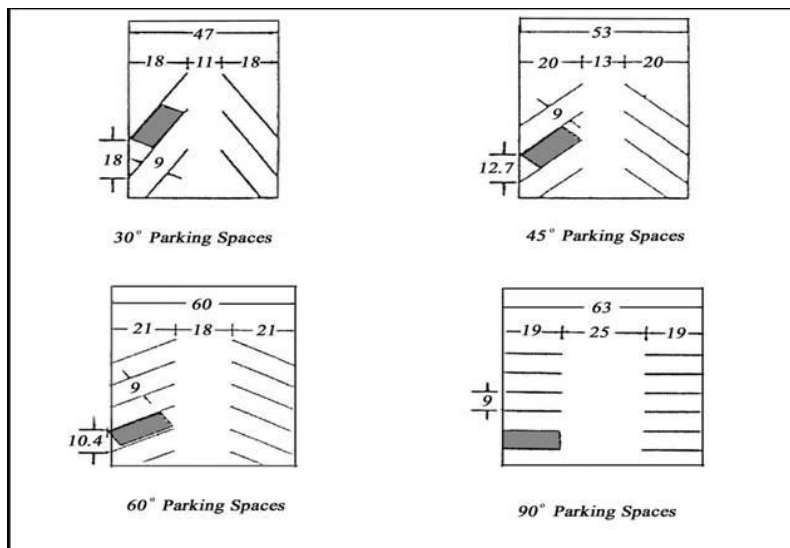 47
18 11 18
18
9
30° Parking Spaces
53
20 13 20
9
12.7
45° Parking Spaces
60
21 18 21
9
10.4
60° Parking Spaces
63
19 25 19
9
90° Parking Spaces